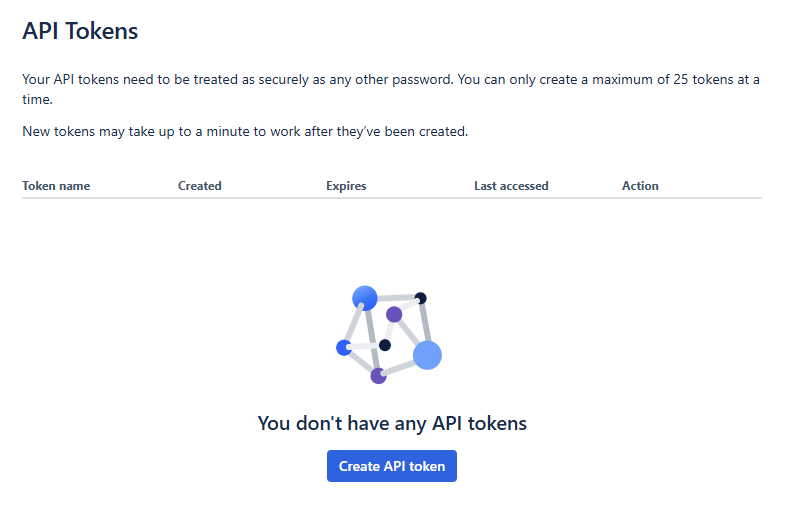 API Tokens
Your API tokens need to be treated as securely as any other password. You can only create a maximum of 25 tokens at a
time.
New tokens may take up to a minute to work after they’ve been created.
Token name Created Expires Last accessed Action
You don't have any API tokens
Create API token